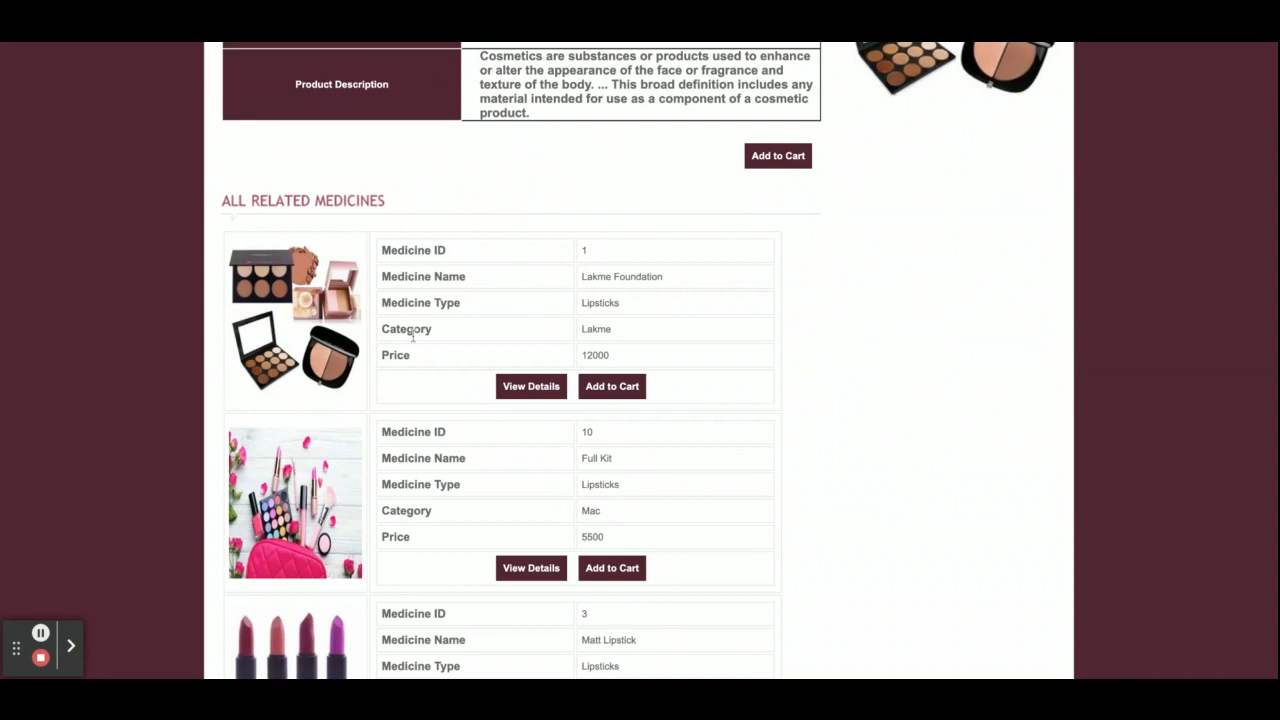 Product Description
Cosmetics are substances or products used to enhance
or alter the appearance of the face or fragrance and
texture of the body. ... This broad definition includes any
material intended for use as a component of a cosmetic
product.
Add to Cart
ALL RELATED MEDICINES
Medicine ID 1
Medicine Name Lakme Foundation
Medicine Type Lipsticks
Category Lakme
Price 12000
View Details Add to Cart
Medicine ID 10
Medicine Name Full Kit
Medicine Type Lipsticks
Category Mac
Price 5500
View Details Add to Cart
Medicine ID 3
Medicine Name Matt Lipstick
Medicine Type Lipsticks